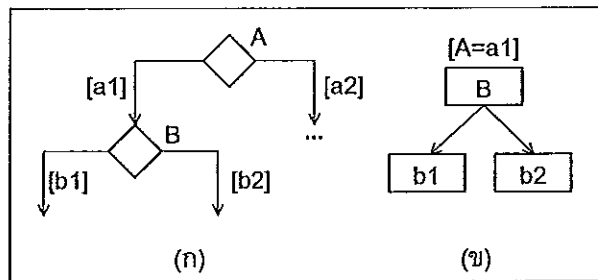 A
[A=a1]
[a1]
[a2]
B
B
...
[b1]
[b2]
b1
b2
(ก)
(ข)